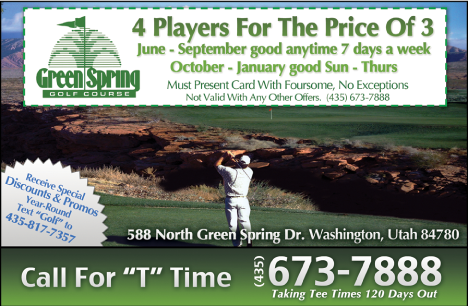 4 Players For The Price Of 3
June - September good anytime 7 days a week
October - January good Sun - Thurs
Must Present Card With Foursome, No Exceptions
Not Valid With Any Other Offers. (435) 673-7888
Green Spring
GOLF COURSE
Receive Special
Discounts & Promos
Year-Round
Text "Golf" to
435-817-7357
588 North Green Spring Dr. Washington, Utah 84780
Call For "T" Time
(435) 673-7888
Taking Tee Times 120 Days Out